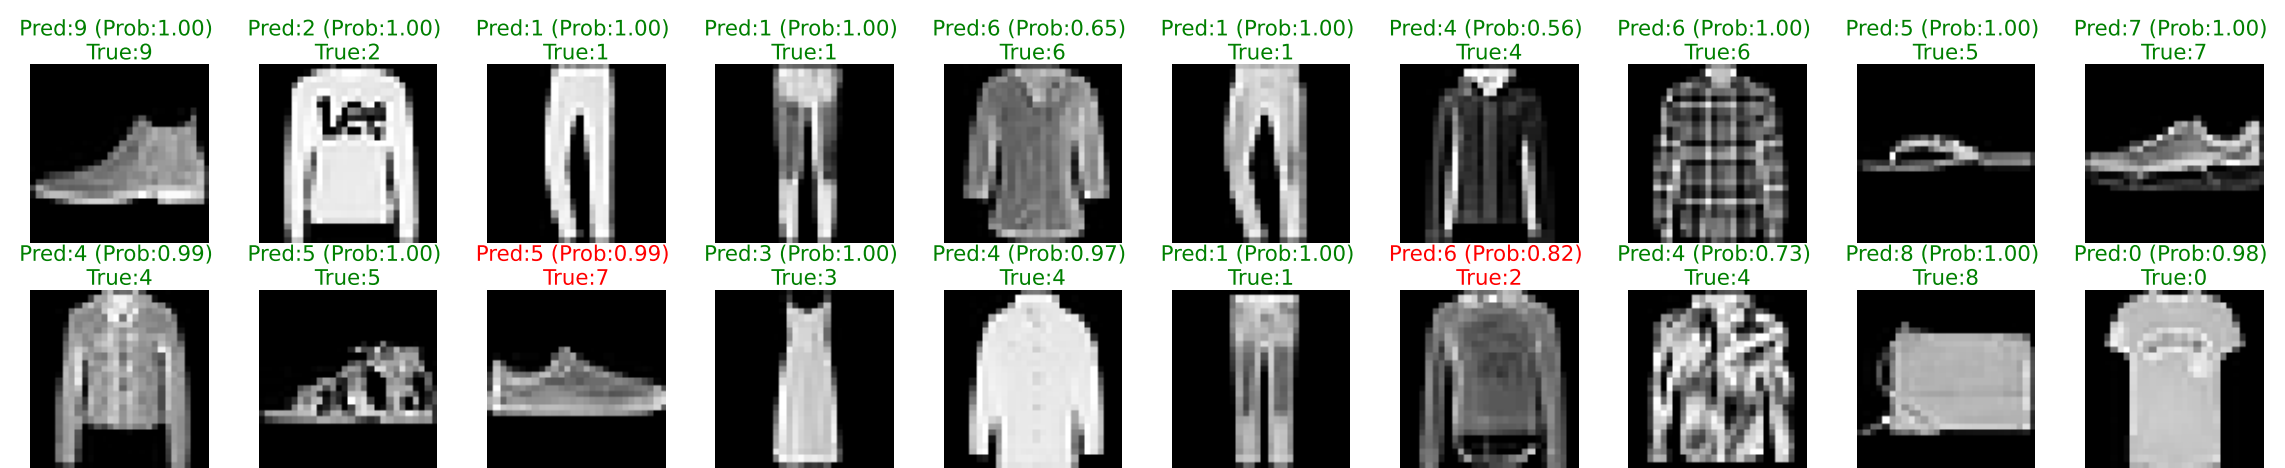 Pred:9 (Prob:1.00) Pred:2 (Prob:1.00) Pred:1 (Prob:1.00) Pred:1 (Prob:1.00) Pred:6 (Prob:0.65) Pred:1 (Prob:1.00) Pred:4 (Prob:0.56) Pred:6 (Prob:1.00) Pred:5 (Prob:1.00) Pred:7 (Prob:1.00)
True:9 True:2 True:1 True:1 True:6 True:1 True:4 True:6 True:5 True:7
Lee
Pred:4 (Prob:0.99) Pred:5 (Prob:1.00) Pred:5 (Prob:0.99) Pred:3 (Prob:1.00) Pred:4 (Prob:0.97) Pred:1 (Prob:1.00) Pred:6 (Prob:0.82) Pred:4 (Prob:0.73) Pred:8 (Prob:1.00) Pred:0 (Prob:0.98)
True:4 True:5 True:7 True:3 True:4 True:1 True:2 True:4 True:8 True:0